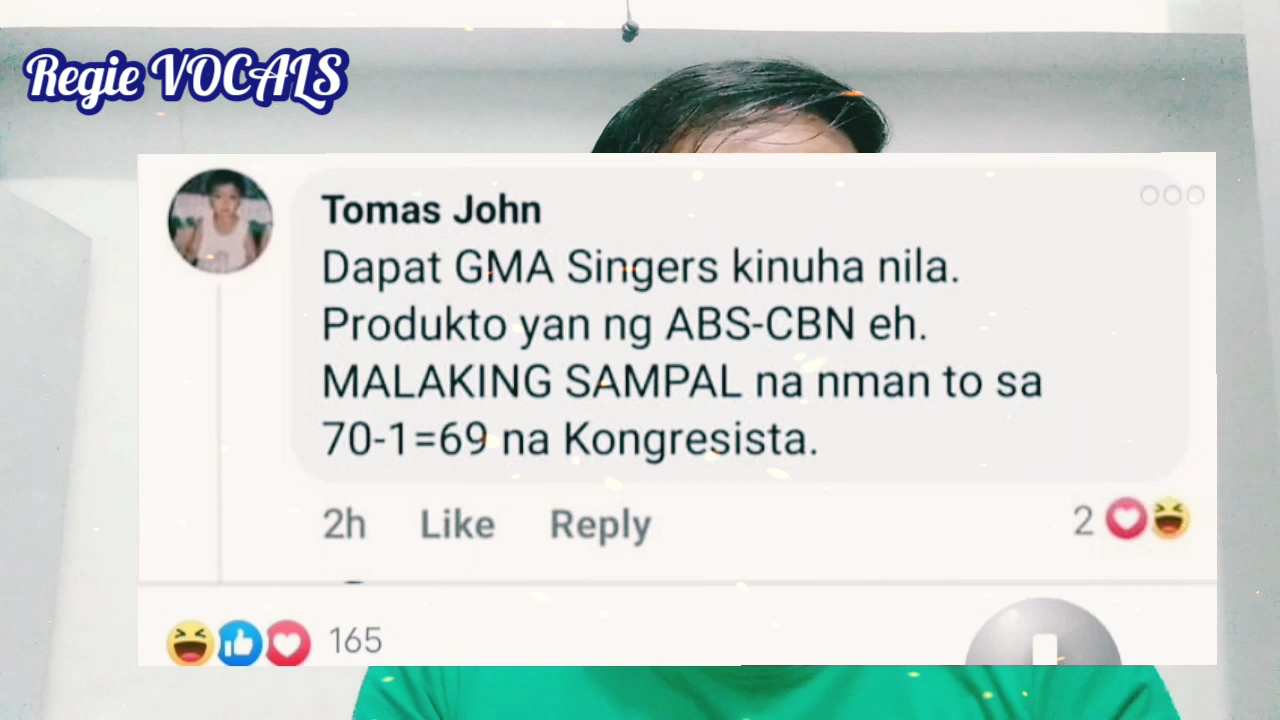 Regie VOCALS
Tomas John
Dapat GMA Singers kinuha nila.
Produkto yan ng ABS-CBN eh.
MALAKING SAMPAL na nman to sa
70-1=69 na Kongresista.
2h Like Reply 2
165